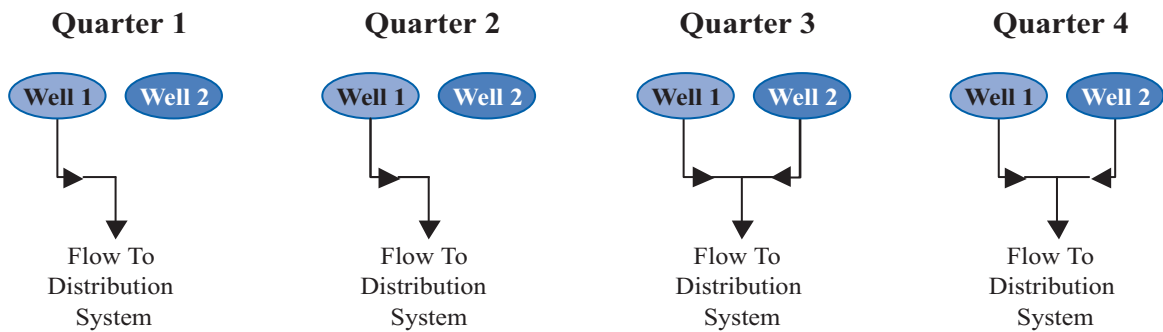 Quarter 1
Quarter 2
Quarter 3
Quarter 4
Well 1
Well 2
Well 1
Well 2
Well 1
Well 2
Well 1
Well 2
Flow To
Distribution
System
Flow To
Distribution
System
Flow To
Distribution
System
Flow To
Distribution
System